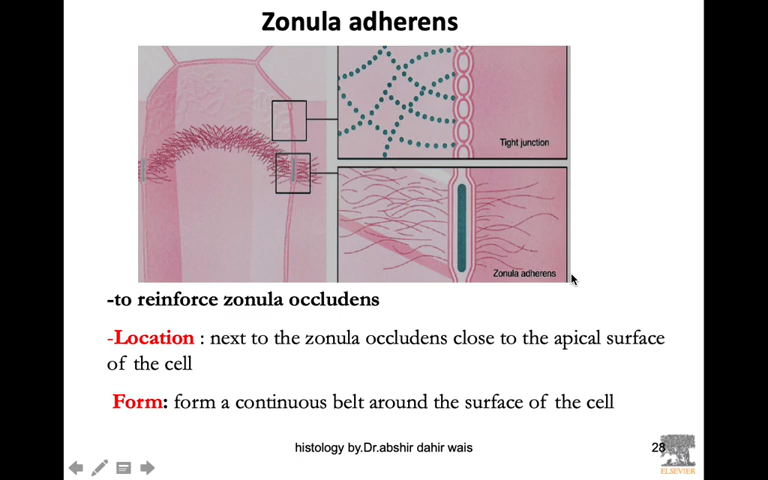 Zonula adherens
Tight junction
Zonula adherens
-to reinforce zonula occludens
-Location : next to the zonula occludens close to the apical surface
of the cell
Form: form a continuous belt around the surface of the cell
histology by.Dr.abshir dahir wais
28
ELSEVIER